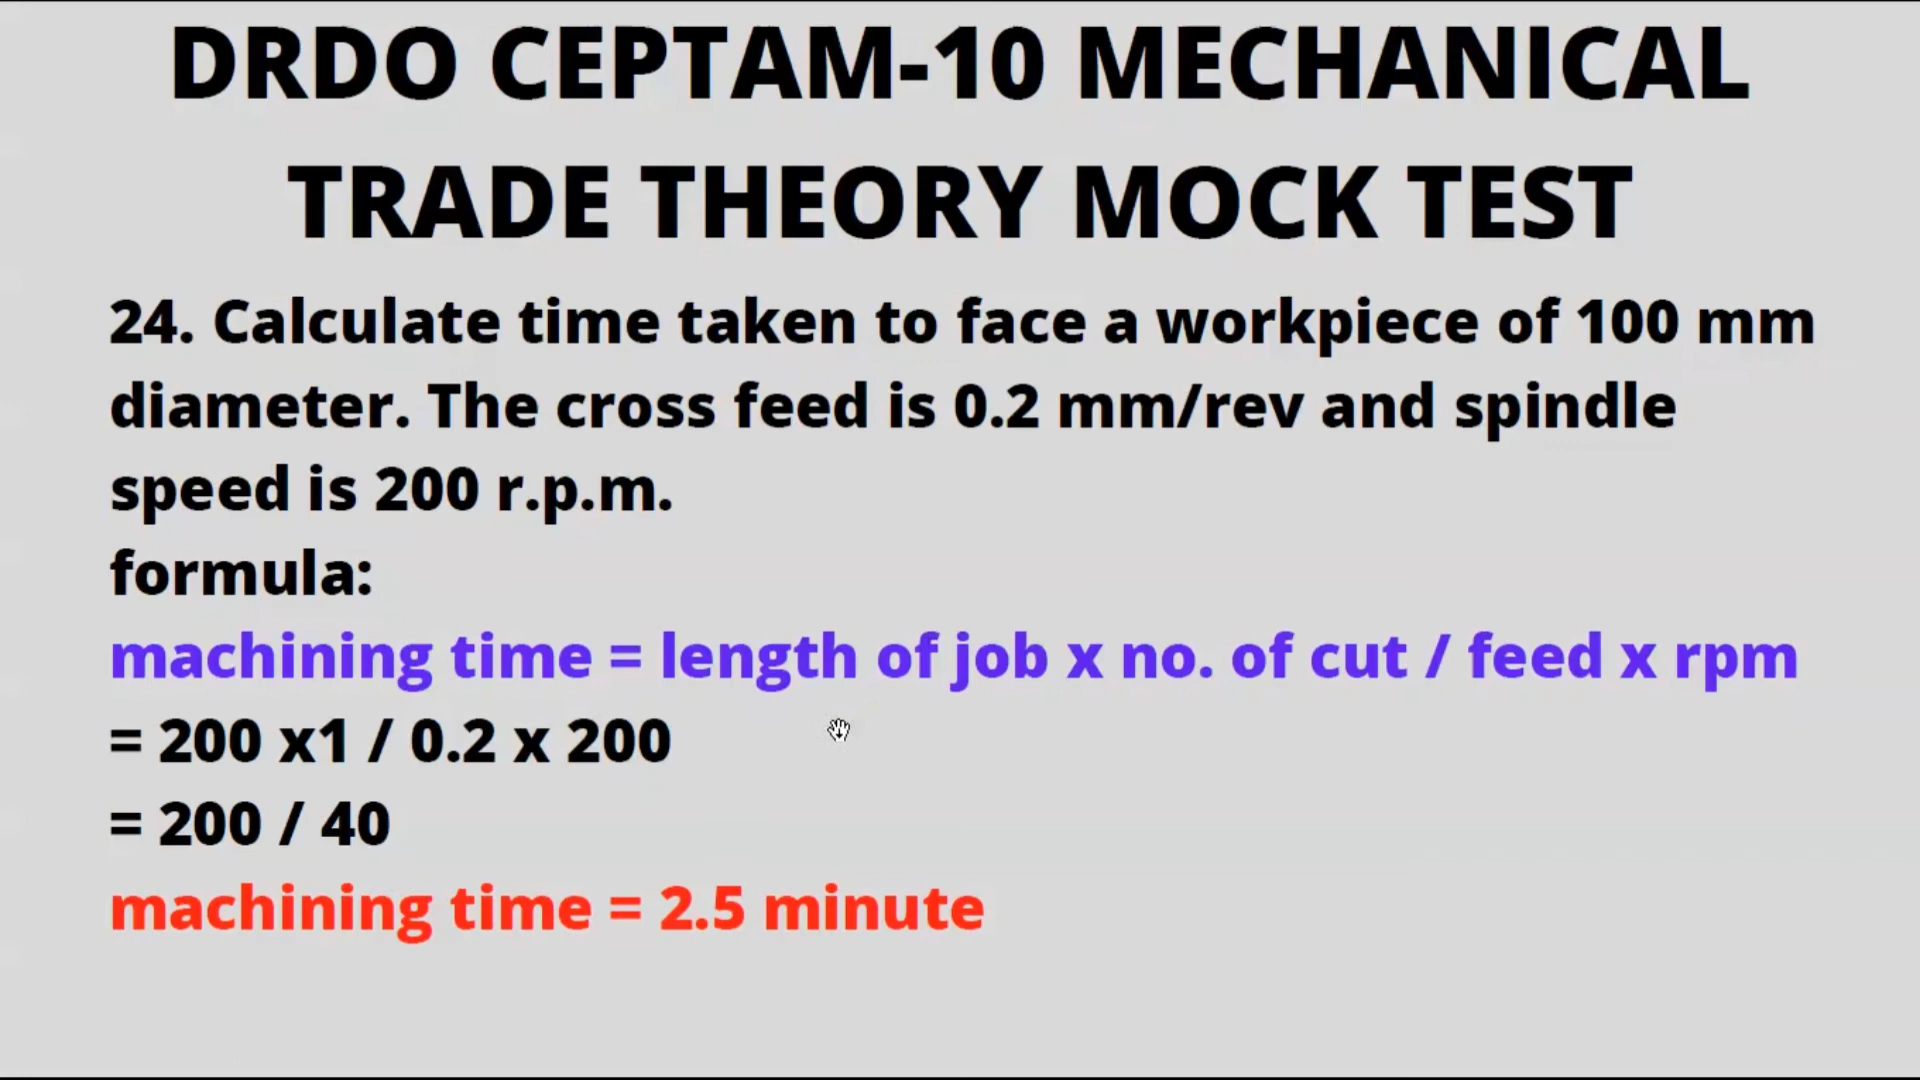 DRDO CEPTAM-10 MECHANICAL
TRADE THEORY MOCK TEST
24. Calculate time taken to face a workpiece of 100 mm
diameter. The cross feed is 0.2 mm/rev and spindle
speed is 200 r.p.m.
formula:
machining time = length of job x no. of cut / feed x rpm
= 200 x1 / 0.2 x 200
= 200 / 40
machining time = 2.5 minute